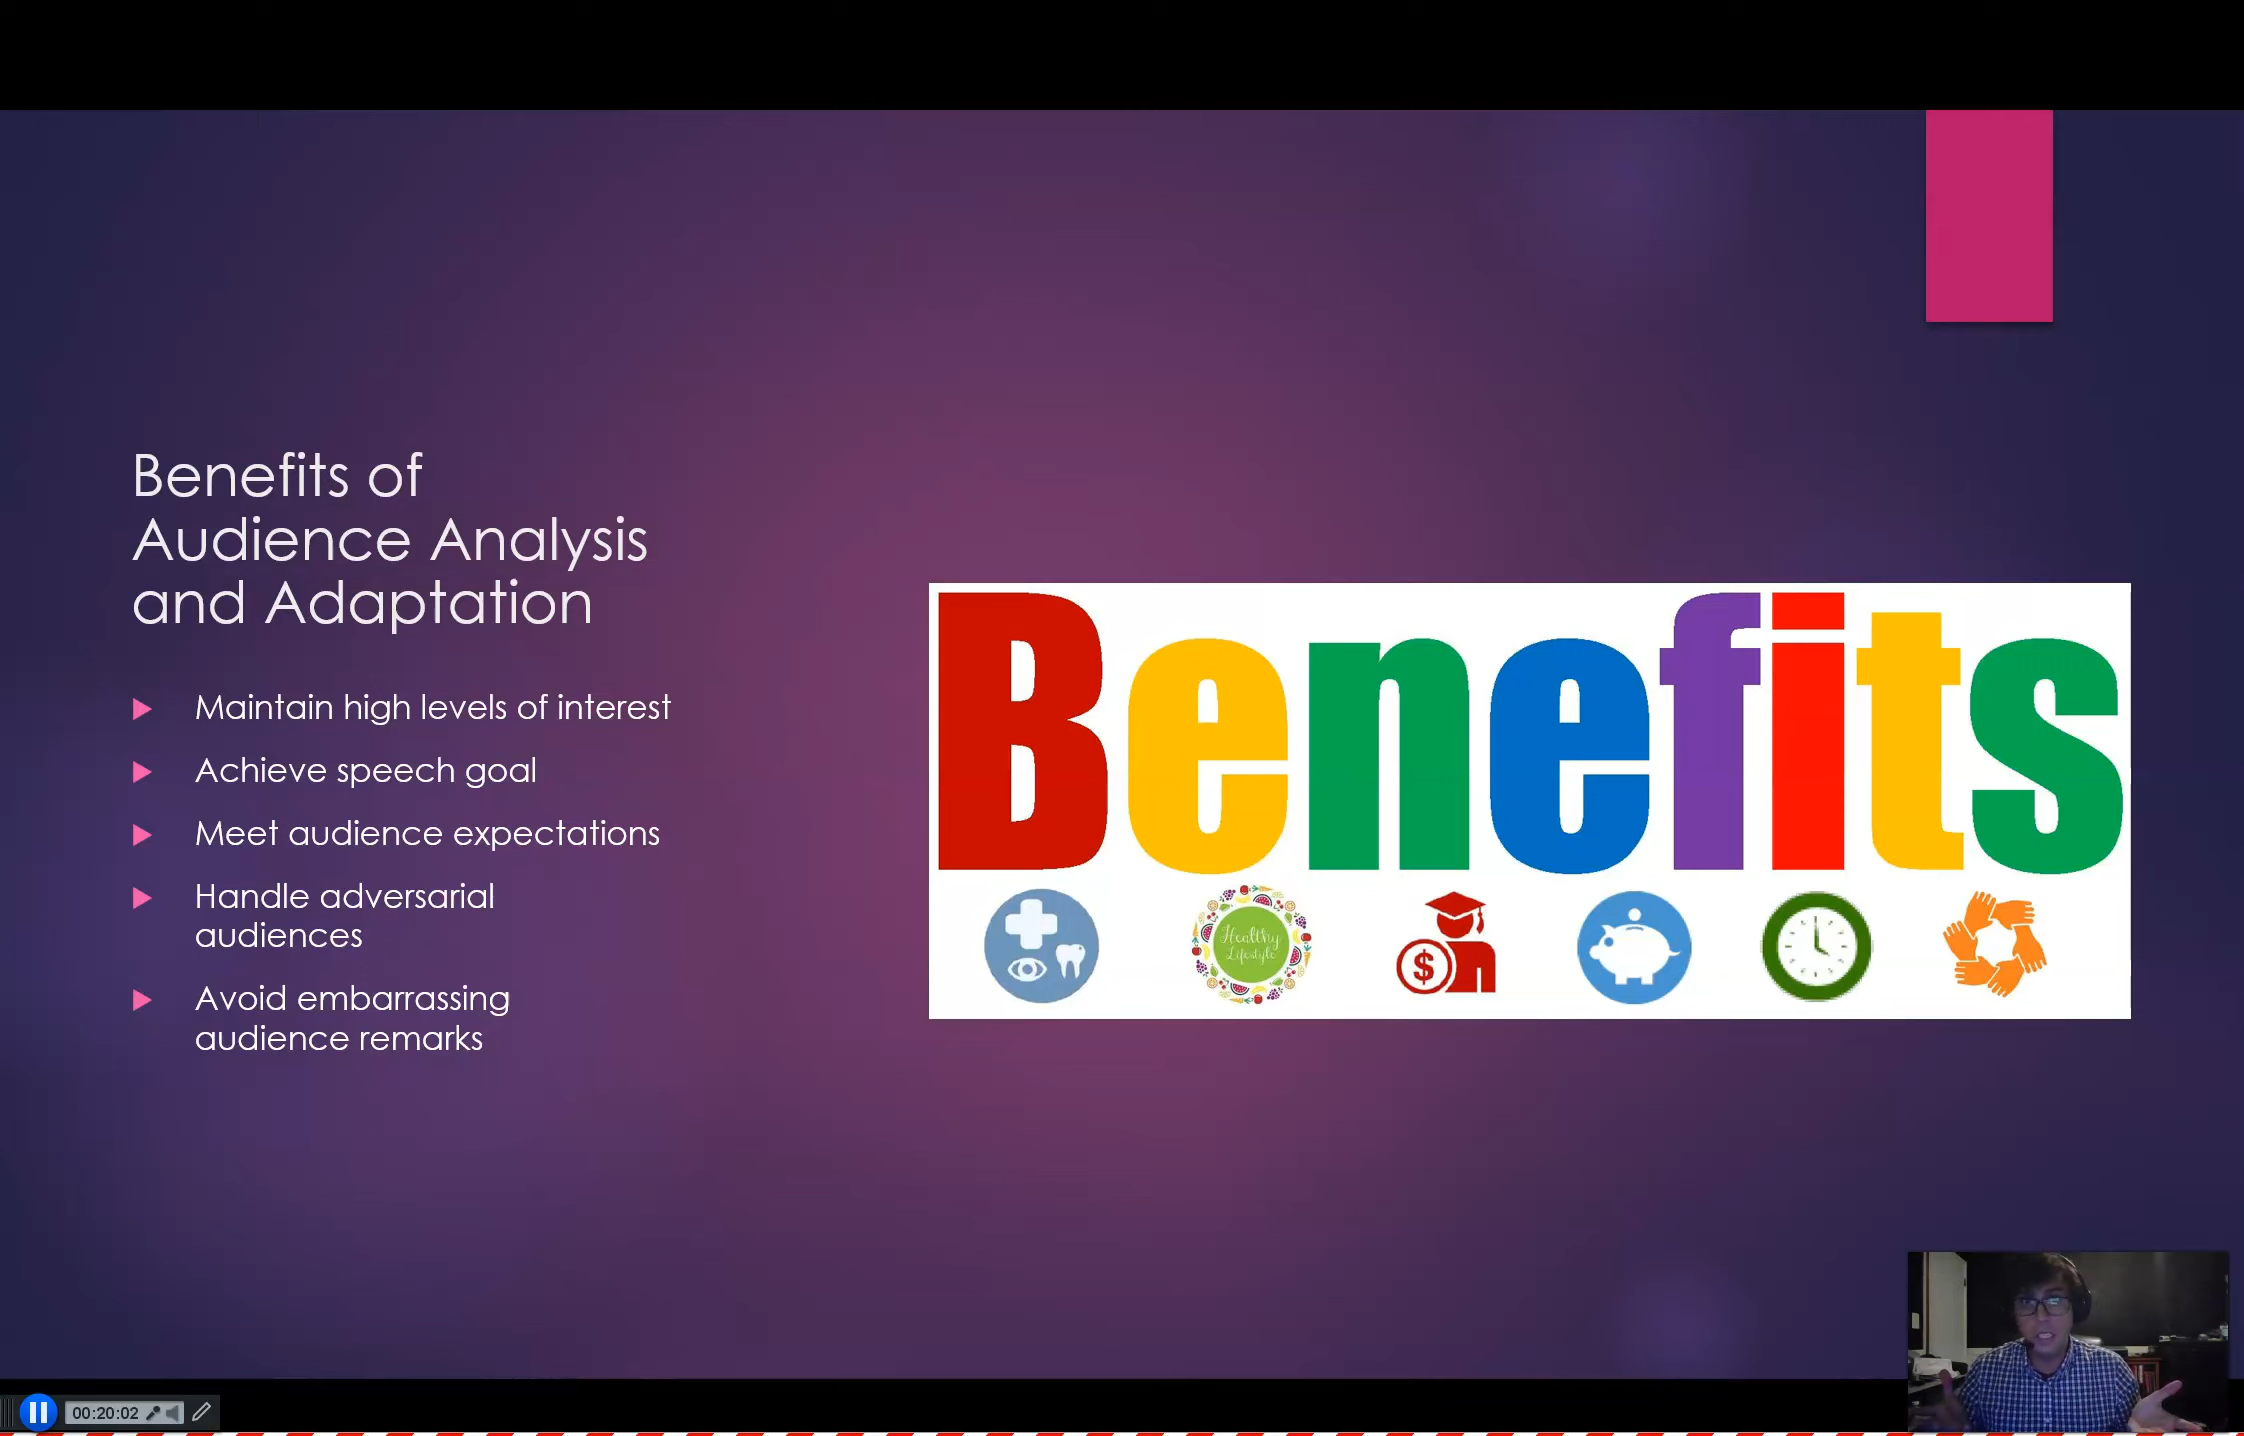 Benefits of
Audience Analysis
and Adaptation
Maintain high levels of interest
Achieve speech goal
Meet audience expectations
Handle adversarial
audiences
Avoid embarrassing
audience remarks
Benefits
Healthy
Lifestyle
$
00:20:02